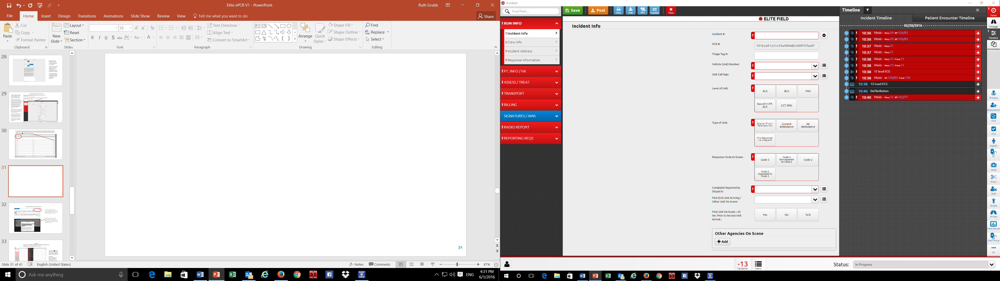 Elite ePCR V1 - PowerPoint
Ruth Grubb
File Home Insert Design Transitions Animations Slide Show Review View Tell me what you want to do
Share
Paste
Cut
Copy
Format Painter
Clipboard
New Slide
Layout
Reset
Section
Slides
18
B I U S abc AV Aa A
Font
Text Direction
Align Text
Convert to SmartArt
Paragraph
Arrange
Quick Styles
Shape Fill
Shape Outline
Shape Effects
Drawing
Find
Replace
Select
Editing
28
29
30
31
32
33
31
Slide 31 of 41
English (United States)
Notes
Comments
87%
Ask me anything
ENG
4:31 PM
6/1/2016
Incident
Find field...
Save
Post
Print
CAD
EKG
Transfers
Close
ELITE FIELD
! RUN INFO
! Incident Info
! Crew Info
! Incident Address
! Response Information
! PT. INFO / HX
! ASSESS / TREAT
! TRANSPORT
! BILLING
SIGNATURES / AMA
! RADIO REPORT
! REPORTING REQS
Incident Info
Incident #:
PCR #:
f41b2a91221c45a489e8b3d0ff47ba87
Triage Tag #:
Vehicle (Unit) Number:
Unit Call Sign:
Level of Unit:
ALS
BLS
PAU
Non-911 IFT-ALS
CCT (RN)
Type of Unit:
Engine / Truck / Paramedic Van
Ground Ambulance
Air Ambulance
First Responder (i.e. Lifeguard)
Response Mode to Scene:
Code 3
Code 3 Downgraded to Code 2
Code 2
Code 2 Upgraded to Code 3
Complaint Reported by Dispatch:
First EMS Unit Arriving / Other Unit On Scene:
First Unit On Scene >30 Sec Prior to Second Unit Arrival.:
Yes
No
N/A
Other Agencies On Scene
+ Add
Timeline
Incident Timeline
Patient Encounter Timeline
02/20/2016
! 10:36 Vitals - Resp:20 BP:126/83
! 10:36 Vitals - Resp:20 BP:126/83
! 10:37 Vitals - Resp:21
! 10:37 Vitals - Resp:21
! 10:38 Vitals - Resp:13 Pulse:51
! 10:38 Vitals - Resp:13 Pulse:51
! 10:38 12 lead ECG
! 10:38 Vitals - BP:126/83 Pulse:158
10:38 12-Lead ECG
10:40 Defibrillation
! 10:40 Vitals - Resp:12 BP:122/77
Times
Mileage
Timeline
Worksheets
Primary
Assessments
Vital
GCS
PQRST
IV
Meds
Procs
SMR
Stroke
Airway
Med Device
Med Pump
All
-13
Validation
Menu
Status:
In Progress